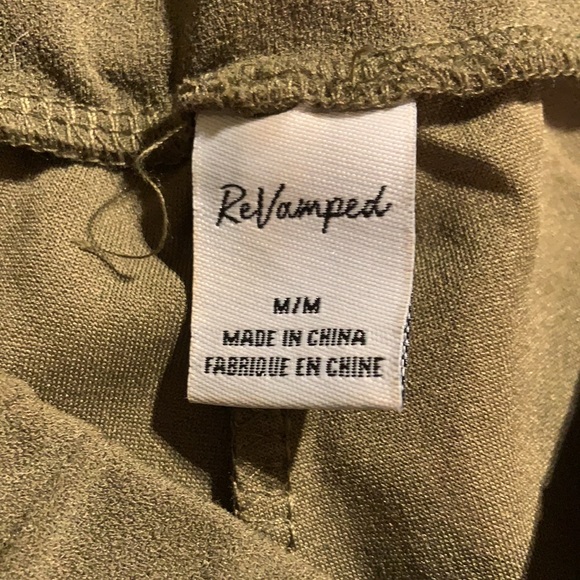 ReVamped
M/M
MADE IN CHINA
FABRIQUE EN CHINE